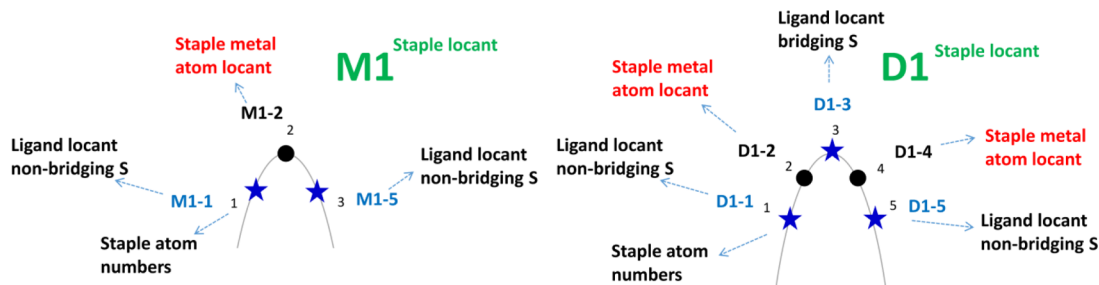 Staple metal
atom locant
M1 Staple locant
M1-2
2
Ligand locant
non-bridging S
Ligand locant
non-bridging S
M1-1
1
3
M1-5
Staple atom
numbers
Ligand locant
bridging S
D1 Staple locant
Staple metal
atom locant
D1-3
3
Staple metal
atom locant
D1-2
D1-4
Ligand locant
non-bridging S
2
4
D1-1
1
5
D1-5
Ligand locant
non-bridging S
Staple atom
numbers